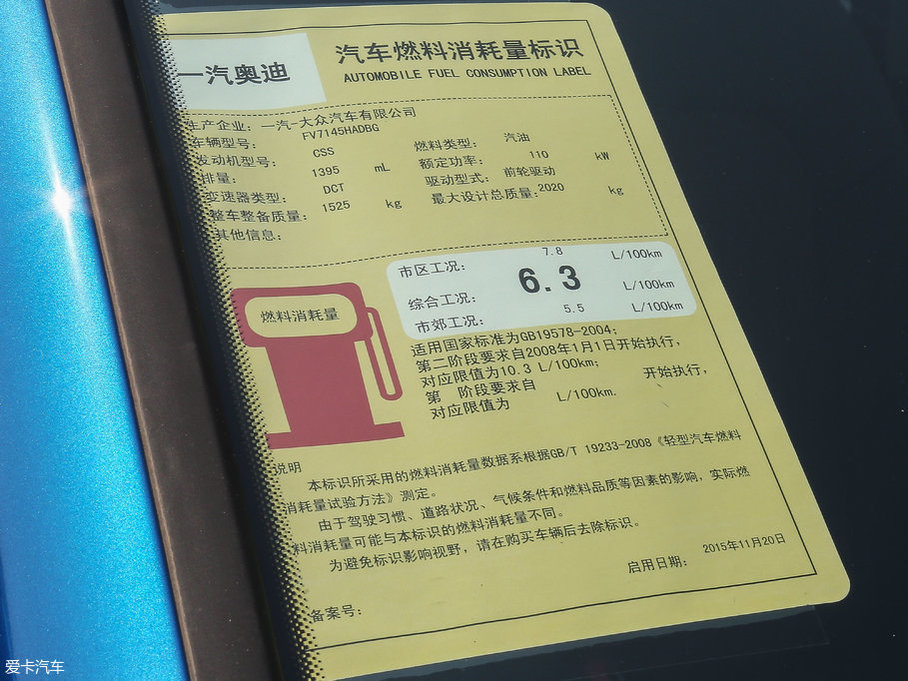 一汽奥迪
汽车燃料消耗量标识
AUTOMOBILE FUEL CONSUMPTION LABEL
生产企业：一汽-大众汽车有限公司
车辆型号： FV7145HADBG
发动机型号： CSS 燃料类型： 汽油
排量： 1395 mL 额定功率： 110 kW
变速器类型： DCT 驱动型式： 前轮驱动
整车整备质量： 1525 kg 最大设计总质量：2020 kg
其他信息：
燃料消耗量
市区工况： 7.8 L/100km
综合工况： 6.3 L/100km
市郊工况： 5.5 L/100km
适用国家标准为GB19578-2004；
第二阶段要求自2008年1月1日开始执行，
对应限值为10.3 L/100km；
第 阶段要求自 开始执行，
对应限值为 L/100km.
说明
本标识所采用的燃料消耗量数据系根据GB/T 19233-2008《轻型汽车燃料
消耗量试验方法》测定。
由于驾驶习惯、道路状况、气候条件和燃料品质等因素的影响，实际燃
料消耗量可能与本标识的燃料消耗量不同。
为避免标识影响视野，请在购买车辆后去除标识。
启用日期： 2015年11月20日
备案号：
爱卡汽车